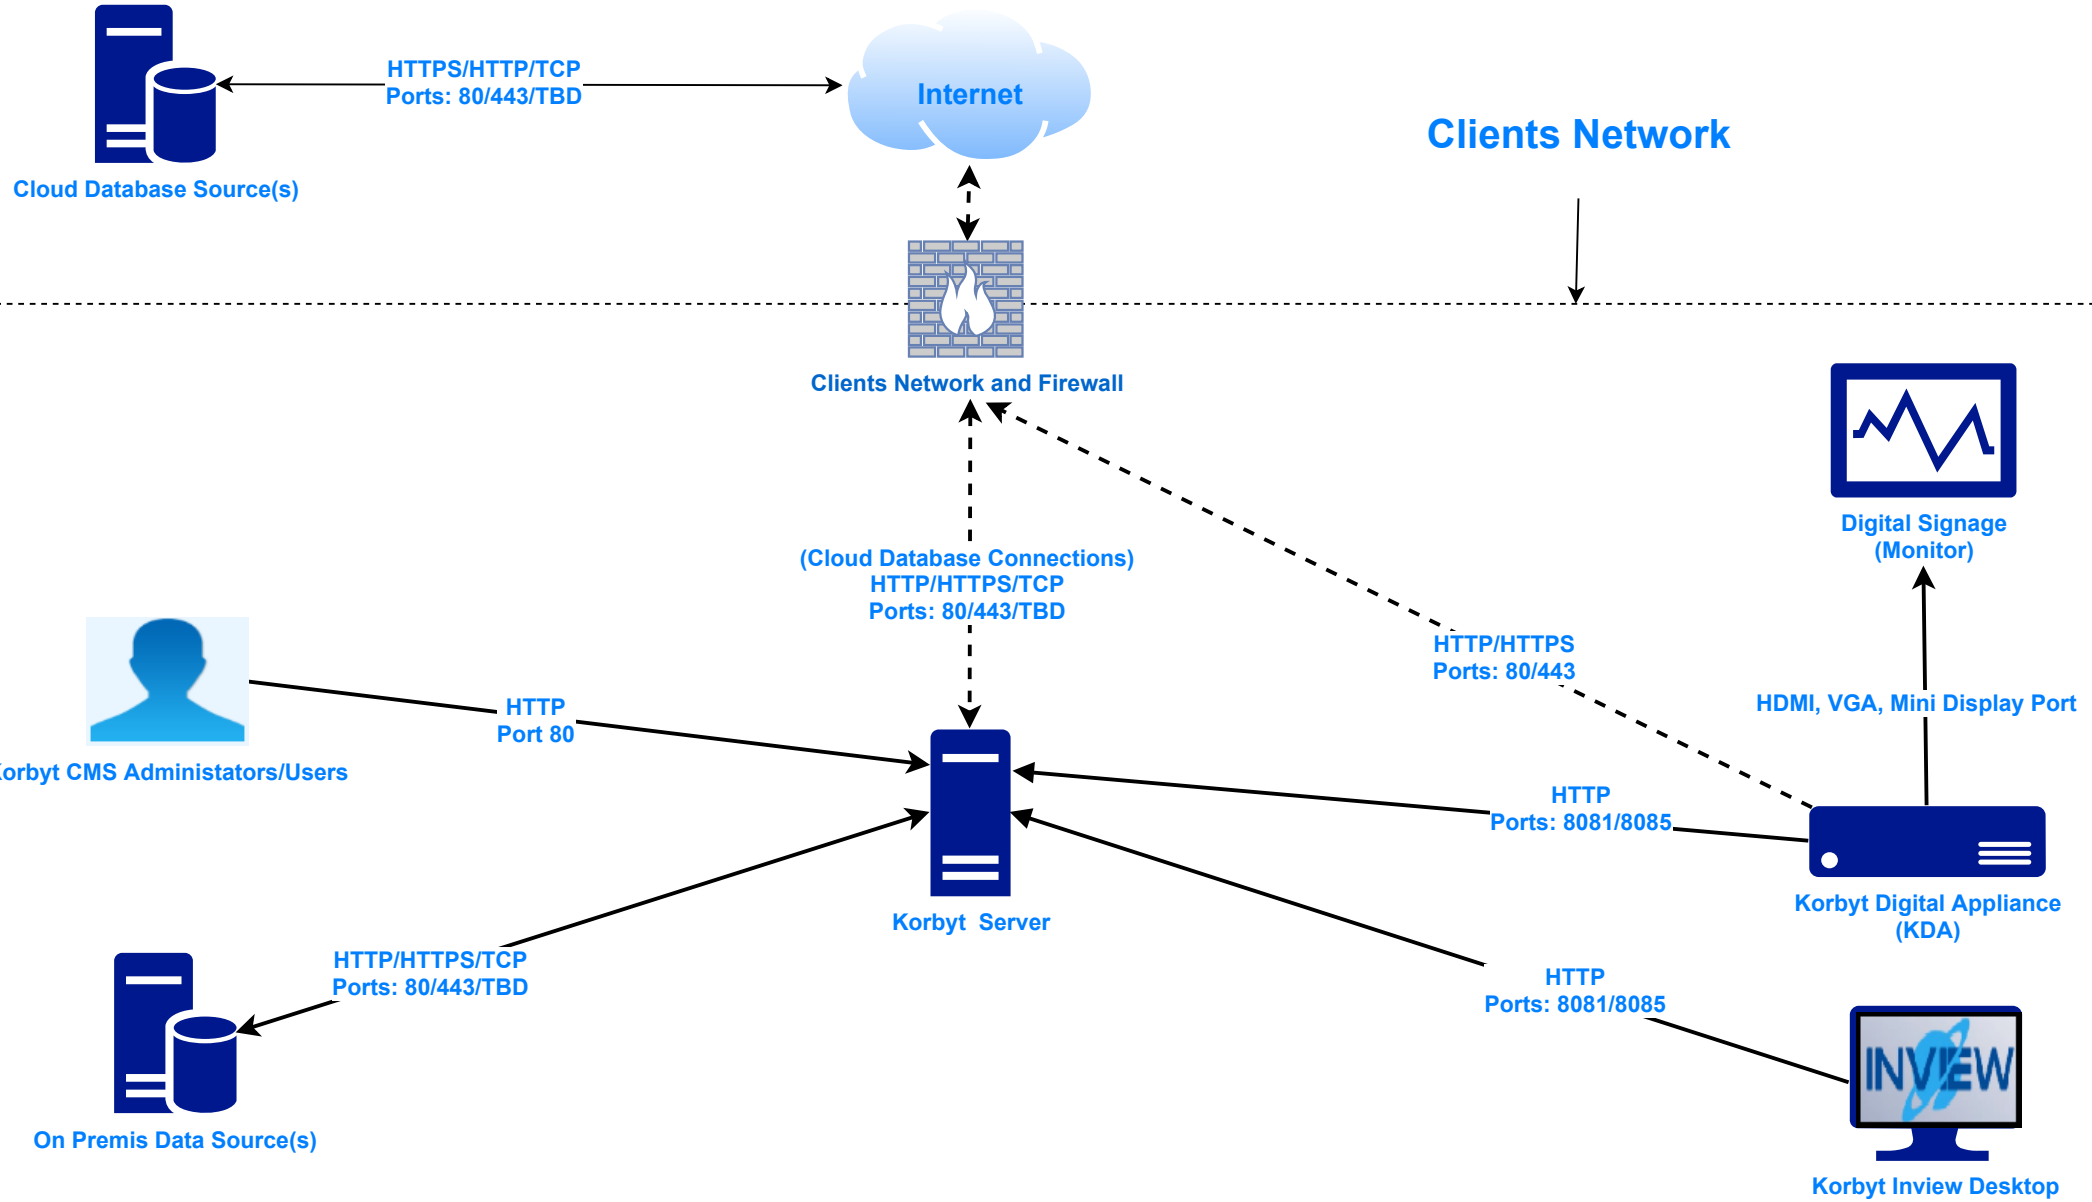 HTTPS/HTTP/TCP
Ports: 80/443/TBD
Internet
Clients Network
Cloud Database Source(s)
Clients Network and Firewall
Digital Signage
(Monitor)
(Cloud Database Connections)
HTTP/HTTPS/TCP
Ports: 80/443/TBD
HTTP/HTTPS
Ports: 80/443
HDMI, VGA, Mini Display Port
HTTP
Port 80
Korbyt CMS Administators/Users
HTTP
Ports: 8081/8085
Korbyt Digital Appliance
(KDA)
Korbyt  Server
HTTP/HTTPS/TCP
Ports: 80/443/TBD
HTTP
Ports: 8081/8085
INVIEW
On Premis Data Source(s)
Korbyt Inview Desktop